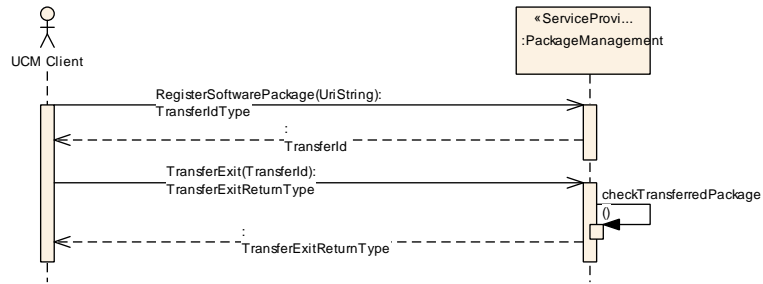 «ServiceProvi...
:PackageManagement
UCM Client
RegisterSoftwarePackage(UriString):
TransferIdType
:
TransferId
TransferExit(TransferId):
TransferExitReturnType
checkTransferredPackage
()
:
TransferExitReturnType